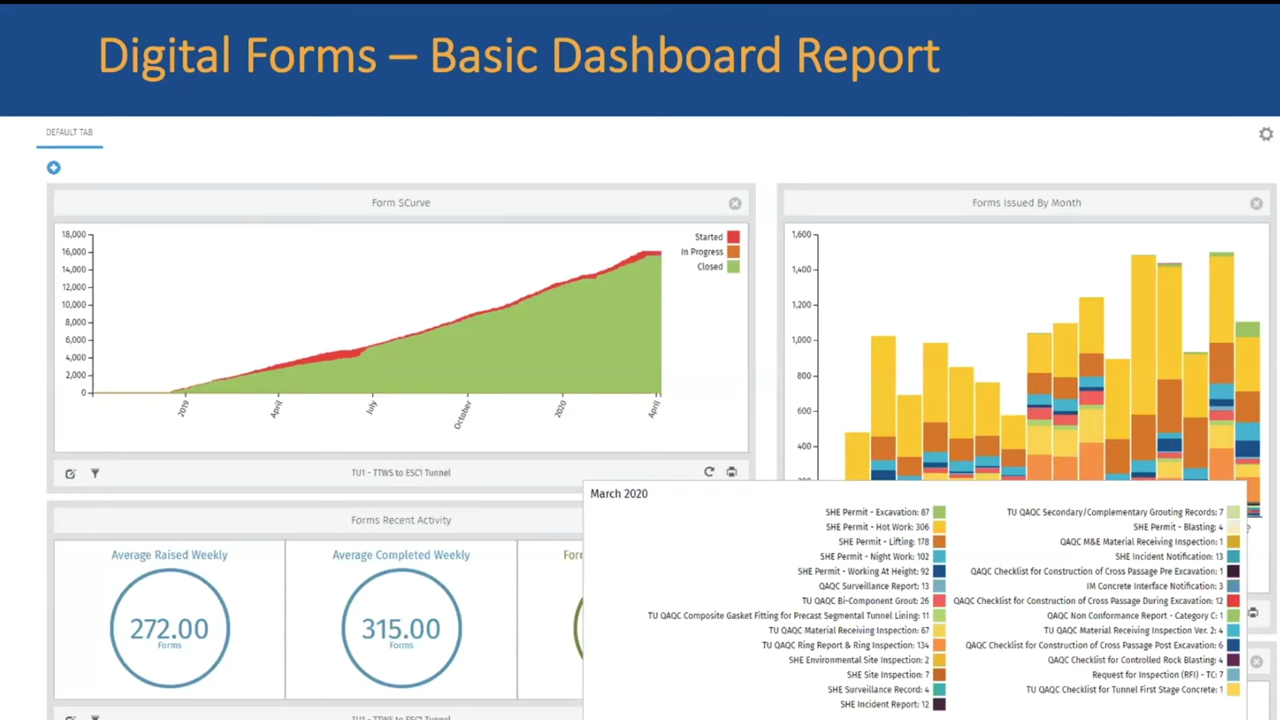 Digital Forms – Basic Dashboard Report
DEFAULT TAB
Form SCurve
18,000
16,000
14,000
12,000
10,000
8,000
6,000
4,000
2,000
0
2019
April
July
October
2020
April
Started
In Progress
Closed
TU1 - TTWS to ESC1 Tunnel
Forms Issued By Month
1,600
1,400
1,200
1,000
800
600
400
Forms Recent Activity
Average Raised Weekly
272.00
Forms
Average Completed Weekly
315.00
Forms
March 2020
SHE Permit - Excavation: 87
SHE Permit - Hot Work: 306
SHE Permit - Lifting: 178
SHE Permit - Night Work: 102
SHE Permit - Working At Height: 92
QAQC Surveillance Report: 13
TU QAQC Bi-Component Grout: 26
TU QAQC Composite Gasket Fitting for Precast Segmental Tunnel Lining: 11
TU QAQC Material Receiving Inspection: 67
TU QAQC Ring Report & Ring Inspection: 134
SHE Environmental Site Inspection: 2
SHE Site Inspection: 7
SHE Surveillance Record: 4
SHE Incident Report: 12
TU QAQC Secondary/Complementary Grouting Records: 7
SHE Permit - Blasting: 4
QAQC M&E Material Receiving Inspection: 1
SHE Incident Notification: 13
QAQC Checklist for Construction of Cross Passage Pre Excavation: 1
IM Concrete Interface Notification: 3
QAQC Checklist for Construction of Cross Passage During Excavation: 12
QAQC Non Conformance Report - Category C: 1
TU QAQC Material Receiving Inspection Ver. 2: 4
QAQC Checklist for Construction of Cross Passage Post Excavation: 6
QAQC Checklist for Controlled Rock Blasting: 4
Request for Inspection (RFI) - TC: 7
TU QAQC Checklist for Tunnel First Stage Concrete: 1